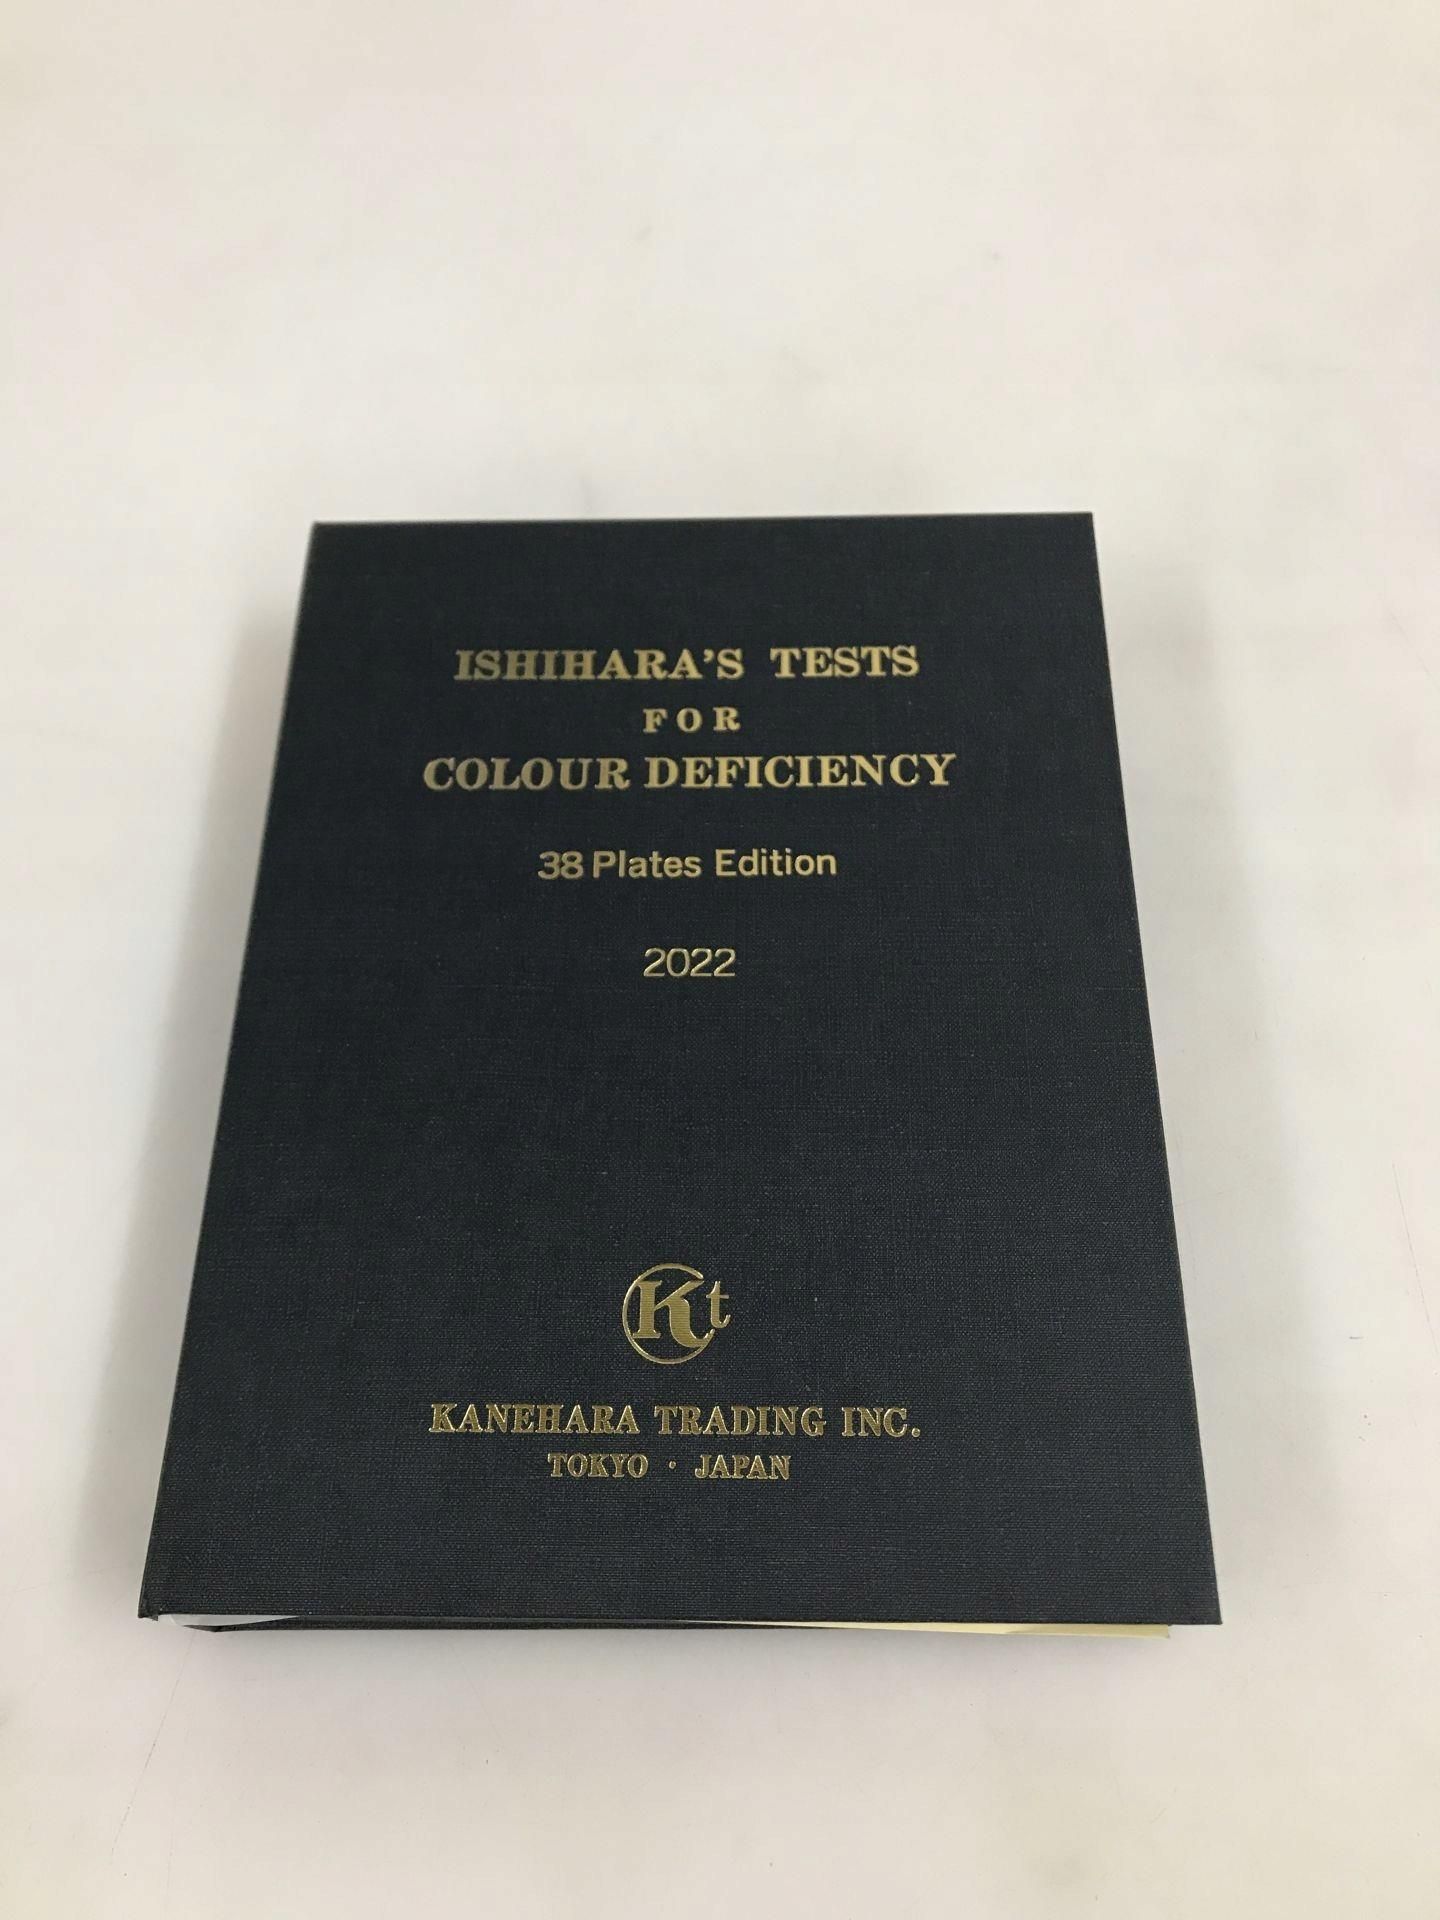 ISHIHARA'S TESTS
FOR
COLOUR DEFICIENCY
38 Plates Edition
2022
Kt
KANEHARA TRADING INC.
TOKYO · JAPAN